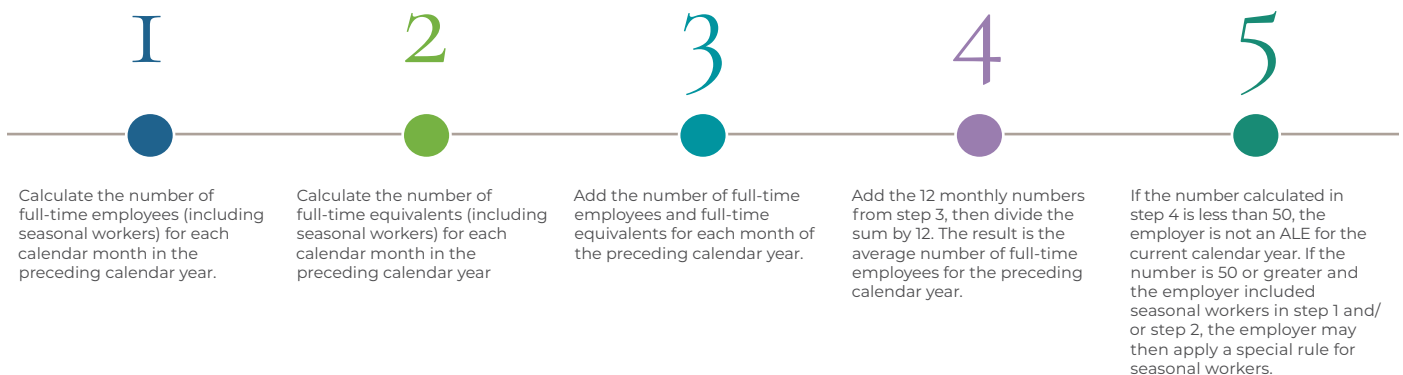 1
Calculate the number of
full-time employees (including
seasonal workers) for each
calendar month in the
preceding calendar year.
2
Calculate the number of
full-time equivalents (including
seasonal workers) for each
calendar month in the
preceding calendar year
3
Add the number of full-time
employees and full-time
equivalents for each month of
the preceding calendar year.
4
Add the 12 monthly numbers
from step 3, then divide the
sum by 12. The result is the
average number of full-time
employees for the preceding
calendar year.
5
If the number calculated in
step 4 is less than 50, the
employer is not an ALE for the
current calendar year. If the
number is 50 or greater and
the employer included
seasonal workers in step 1 and/
or step 2, the employer may
then apply a special rule for
seasonal workers.